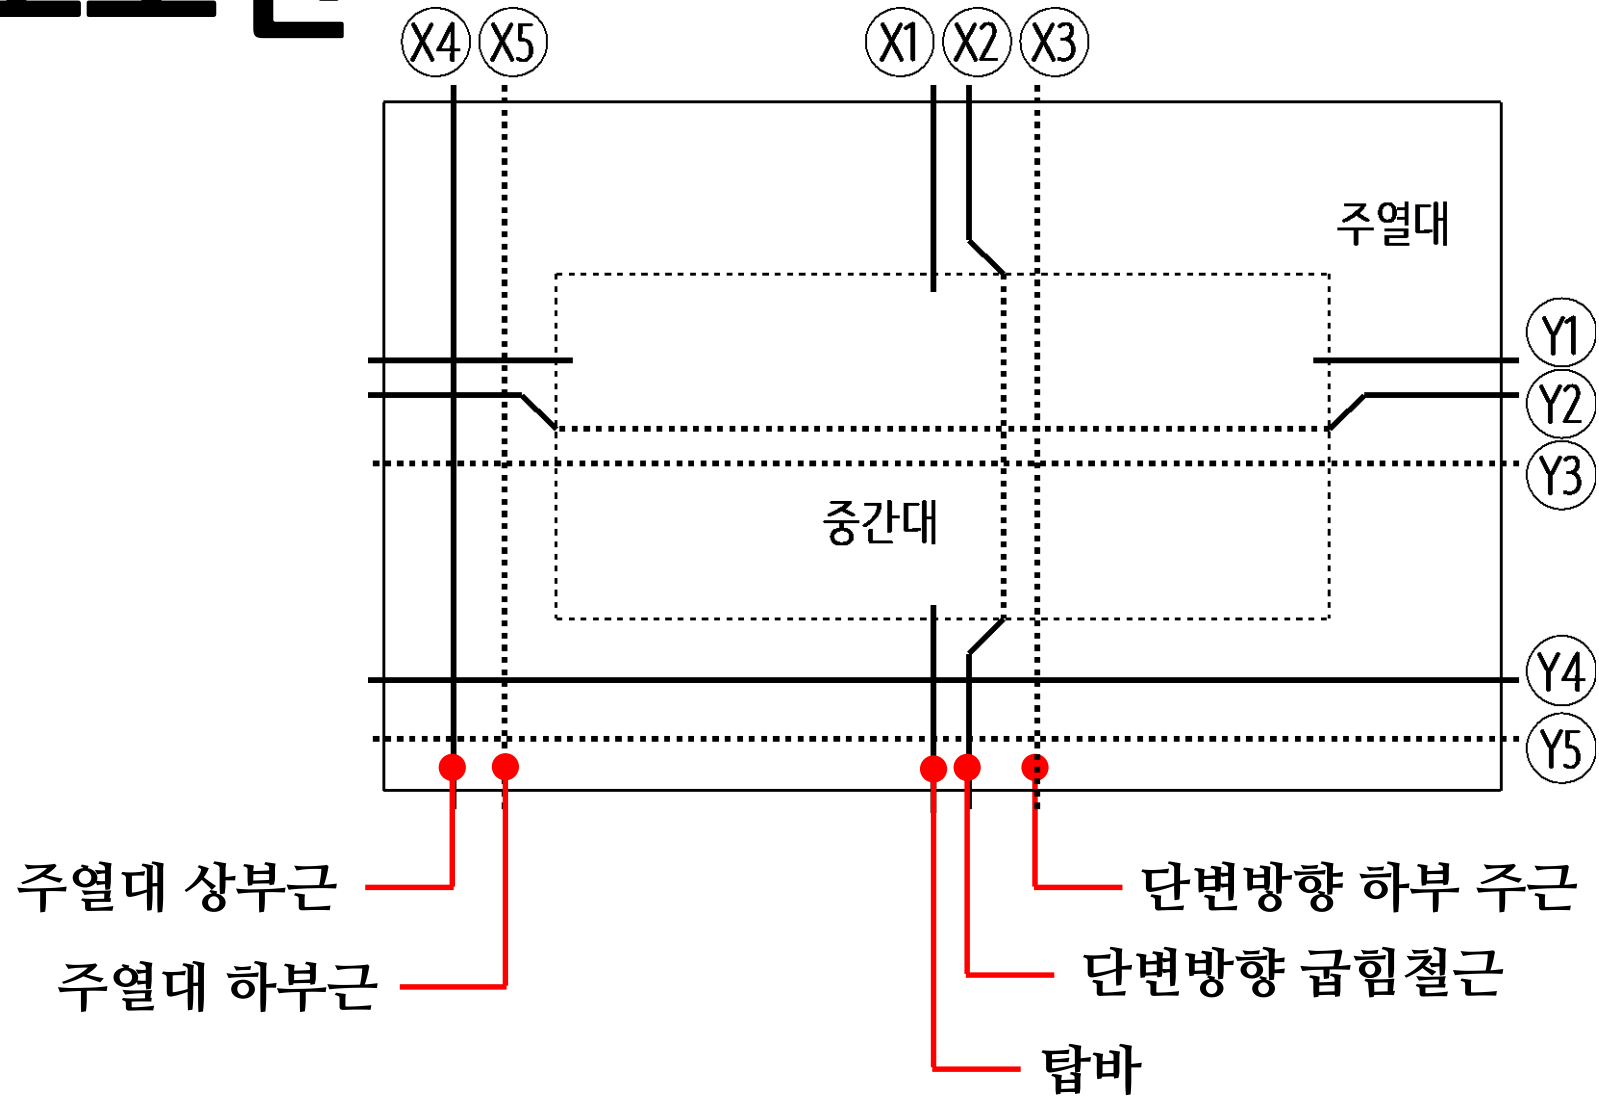 X4 X5 X1 X2 X3
주열대
Y1
Y2
Y3
중간대
Y4
Y5
주열대 상부근
단변방향 하부 주근
주열대 하부근
단변방향 굽힘철근
탑바